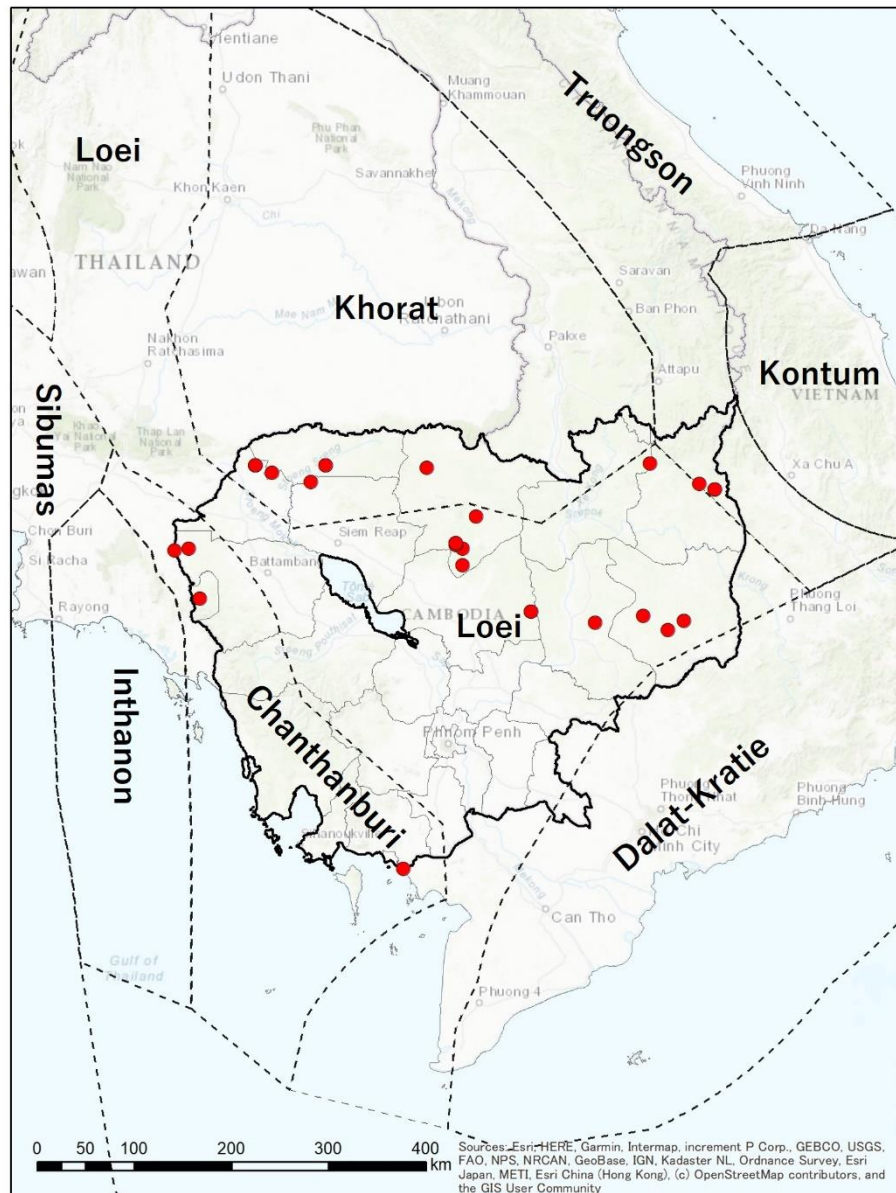 Vientiane
Udon Thani
Muang
Khammouan
Truongson
Loei
Phu Phan
National
Park
Nam Nao
National
Park
Savannakhet
Mekong
Phuong
Vinh Ninh
Khon Kaen
Chi
Da Nang
THAILAND
Saravan
Khorat
Ban Phon
Nakhon
Ratchasima
Pakxe
Attapu
Kontum
VIETNAM
Sibumas
Thap Lan
National
Park
National Park
Xa Chu A
Chon Buri
Si Racha
Siem Reap
Battambang
Rayong
CAMBODIA
Loei
Phuong
Thang Loi
Inthanon
Chanthanburi
Phnom Penh
Dalat-Kratie
Phuong
Binh Hung
Mekong
Can Tho
Gulf of
Thailand
Phuong 4
0 50 100 200 300 400
km
Sources: Esri, HERE, Garmin, Intermap, increment P Corp., GEBCO, USGS,
FAO, NPS, NRCAN, GeoBase, IGN, Kadaster NL, Ordnance Survey, Esri
Japan, METI, Esri China (Hong Kong), (c) OpenStreetMap contributors, and
the GIS User Community